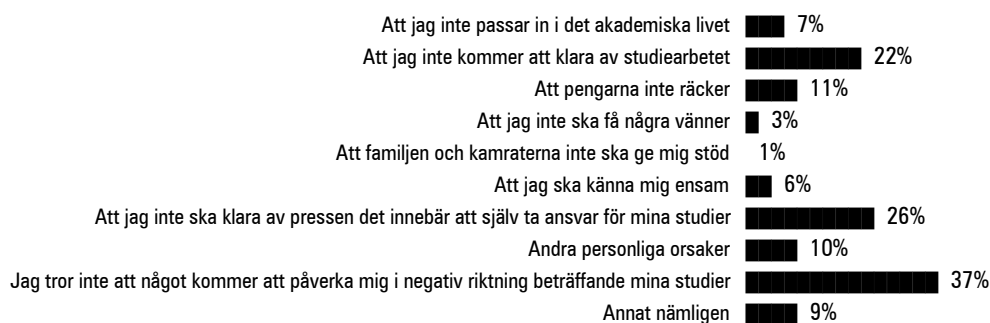 Att jag inte passar in i det akademiska livet 7%
Att jag inte kommer att klara av studiearbetet 22%
Att pengarna inte räcker 11%
Att jag inte ska få några vänner 3%
Att familjen och kamraterna inte ska ge mig stöd 1%
Att jag ska känna mig ensam 6%
Att jag inte ska klara av pressen det innebär att själv ta ansvar för mina studier 26%
Andra personliga orsaker 10%
Jag tror inte att något kommer att påverka mig i negativ riktning beträffande mina studier 37%
Annat nämligen 9%